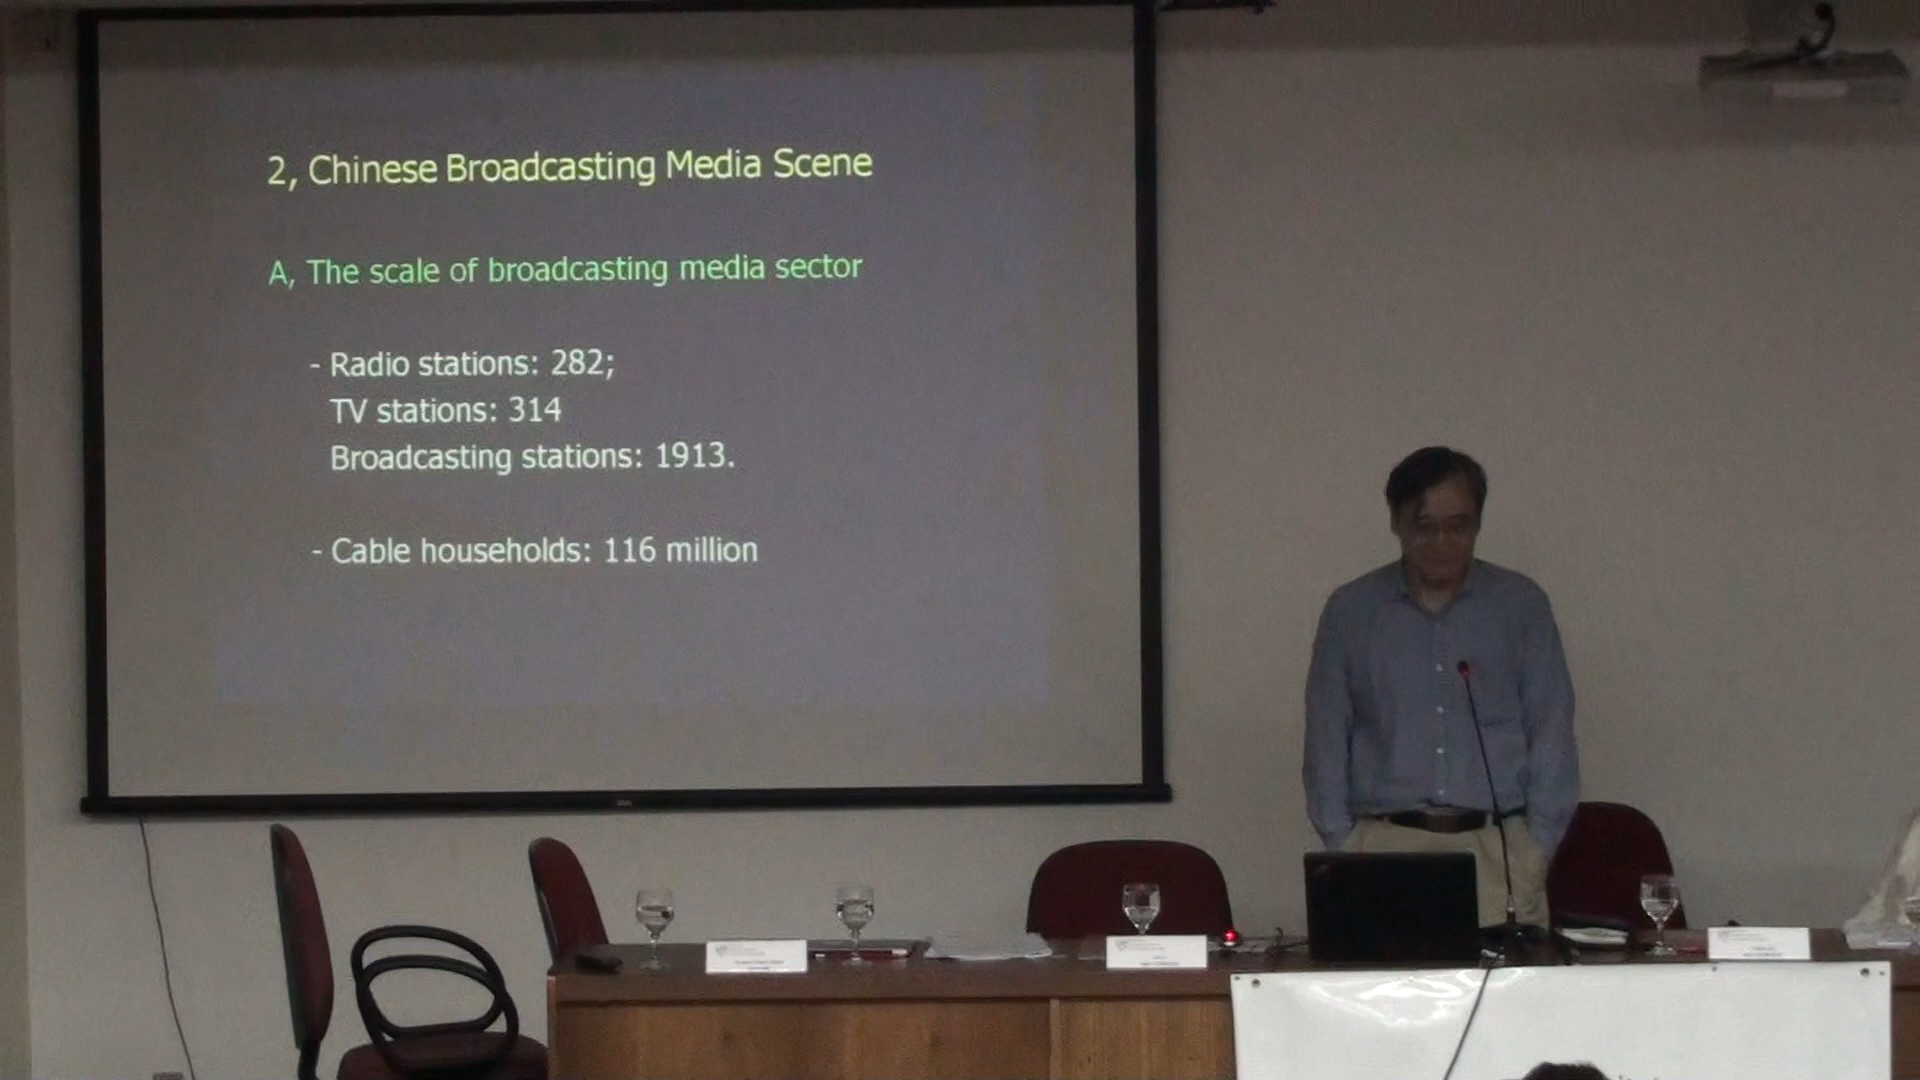 2, Chinese Broadcasting Media Scene
A, The scale of broadcasting media sector
- Radio stations: 282;
TV stations: 314
Broadcasting stations: 1913.
- Cable households: 116 million